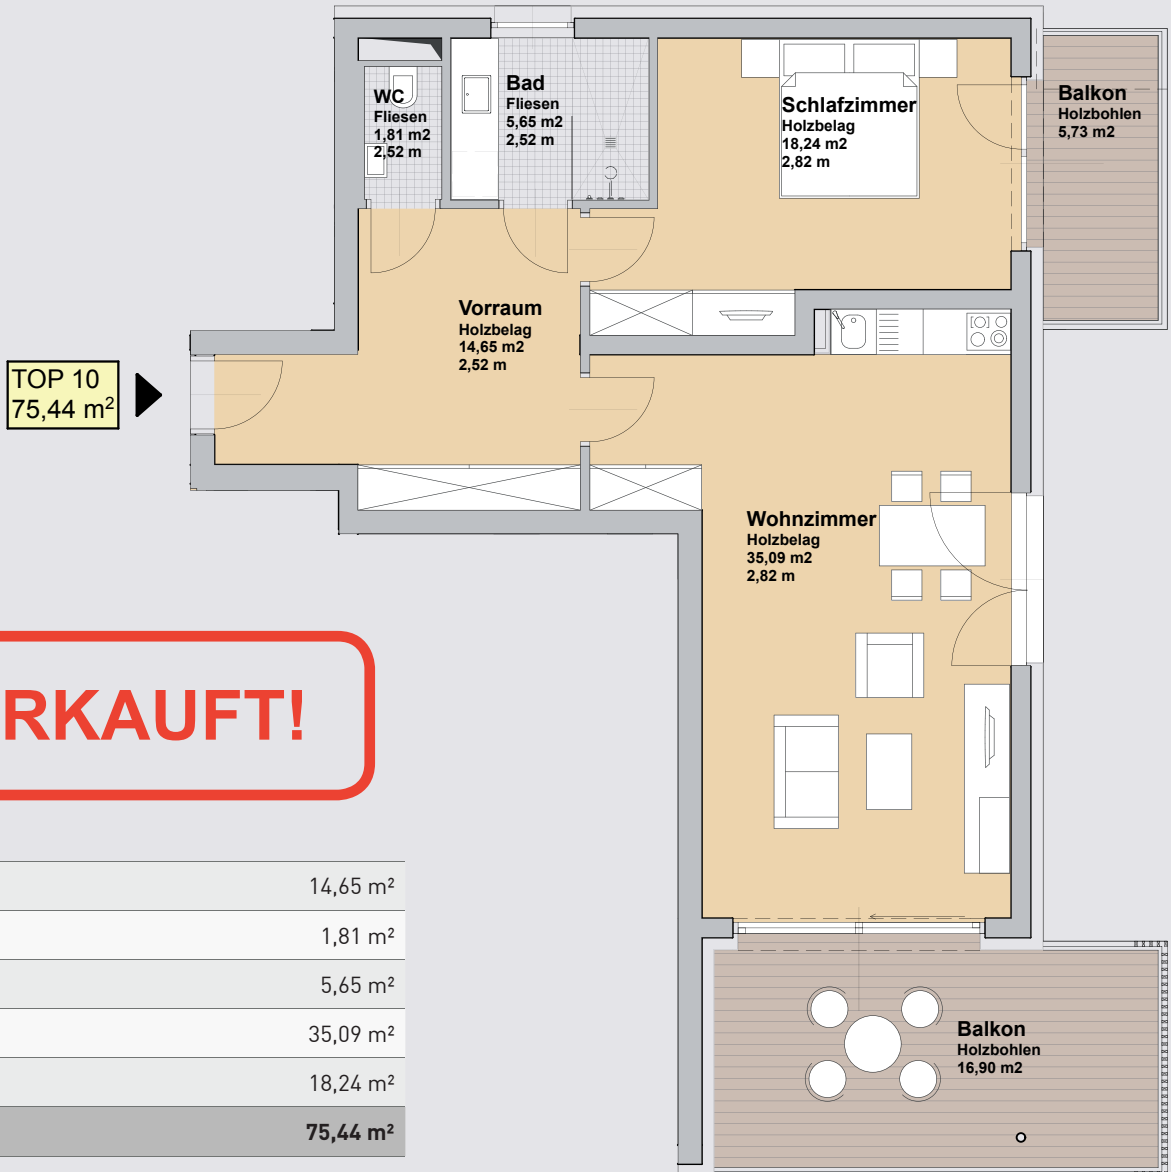 WC
Fliesen
1,81 m2
2,52 m
Bad
Fliesen
5,65 m2
2,52 m
Schlafzimmer
Holzbelag
18,24 m2
2,82 m
Balkon
Holzbohlen
5,73 m2
Vorraum
Holzbelag
14,65 m2
2,52 m
TOP 10
75,44 m²
Wohnzimmer
Holzbelag
35,09 m2
2,82 m
RKAUFT!
14,65 m²
1,81 m²
5,65 m²
35,09 m²
18,24 m²
75,44 m²
Balkon
Holzbohlen
16,90 m2